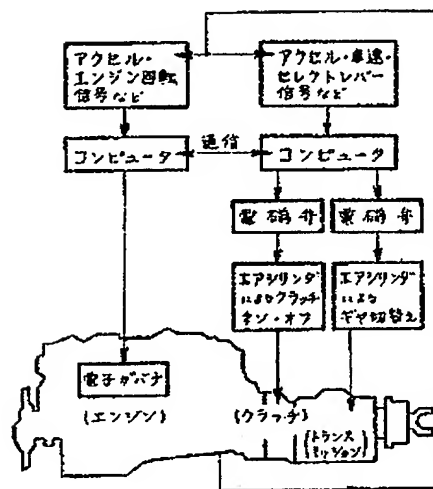 アクセル・
エンジン回転
信号など
アクセル・車速・
セレクトレバー
信号など
コンピュータ
通信
コンピュータ
電磁弁
電磁弁
エアシリンダ
によるクラッチ
オン・オフ
エアシリンダ
による
ギヤ切替え
電子ガバナ
(エンジン)
(クラッチ)
(トランス
ミッション)